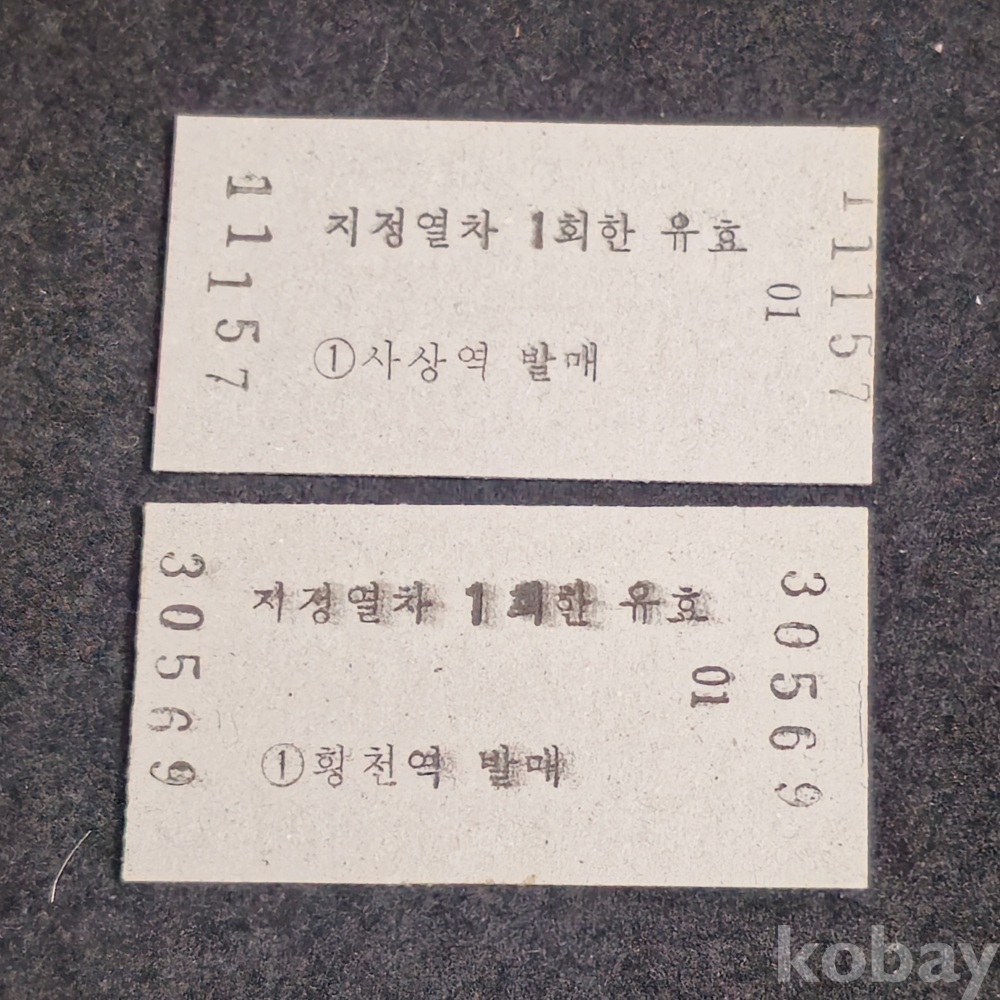 11157
지정열차 1회한 유효
01
①사상역 발매
11157
30569
지정열차 1회한 유효
01
①황천역 발매
30569
kobay